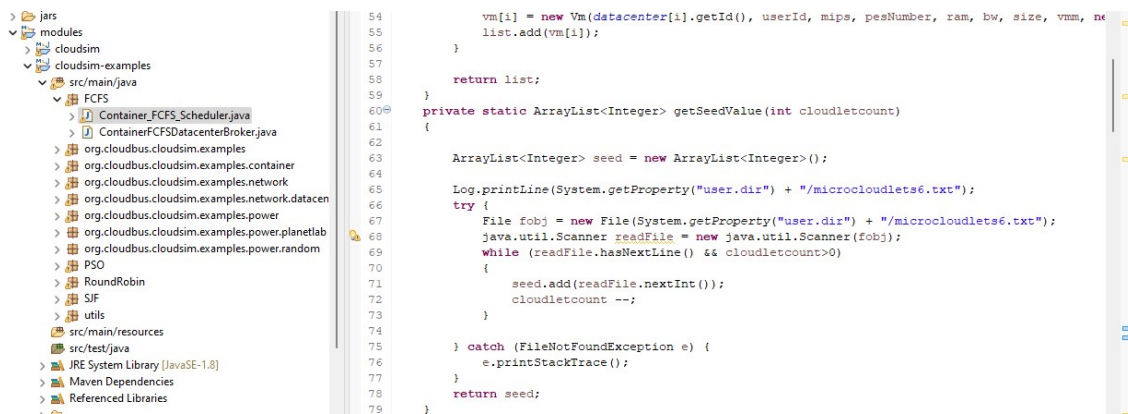 jars
modules
cloudsim
cloudsim-examples
src/main/java
FCFS
Container_FCFS_Scheduler.java
ContainerFCFSDatacenterBroker.java
org.cloudbus.cloudsim.examples
org.cloudbus.cloudsim.examples.container
org.cloudbus.cloudsim.examples.network
org.cloudbus.cloudsim.examples.network.datacen
org.cloudbus.cloudsim.examples.power
org.cloudbus.cloudsim.examples.power.planetlab
org.cloudbus.cloudsim.examples.power.random
PSO
RoundRobin
SJF
utils
src/main/resources
src/test/java
JRE System Library [JavaSE-1.8]
Maven Dependencies
Referenced Libraries
54 vm[i] = new Vm(datacenter[i].getId(), userId, mips, pesNumber, ram, bw, size, vmm, ne
55 list.add(vm[i]);
56 }
57
58 return list;
59 }
60 private static ArrayList<Integer> getSeedValue(int cloudletcount)
61 {
62
63 ArrayList<Integer> seed = new ArrayList<Integer>();
64
65 Log.printLine(System.getProperty("user.dir") + "/microcloudlets6.txt");
66 try {
67 File fobj = new File(System.getProperty("user.dir") + "/microcloudlets6.txt");
68 java.util.Scanner readFile = new java.util.Scanner(fobj);
69 while (readFile.hasNextLine() && cloudletcount>0)
70 {
71 seed.add(readFile.nextInt());
72 cloudletcount --;
73 }
74
75 } catch (FileNotFoundException e) {
76 e.printStackTrace();
77 }
78 return seed;
79 }